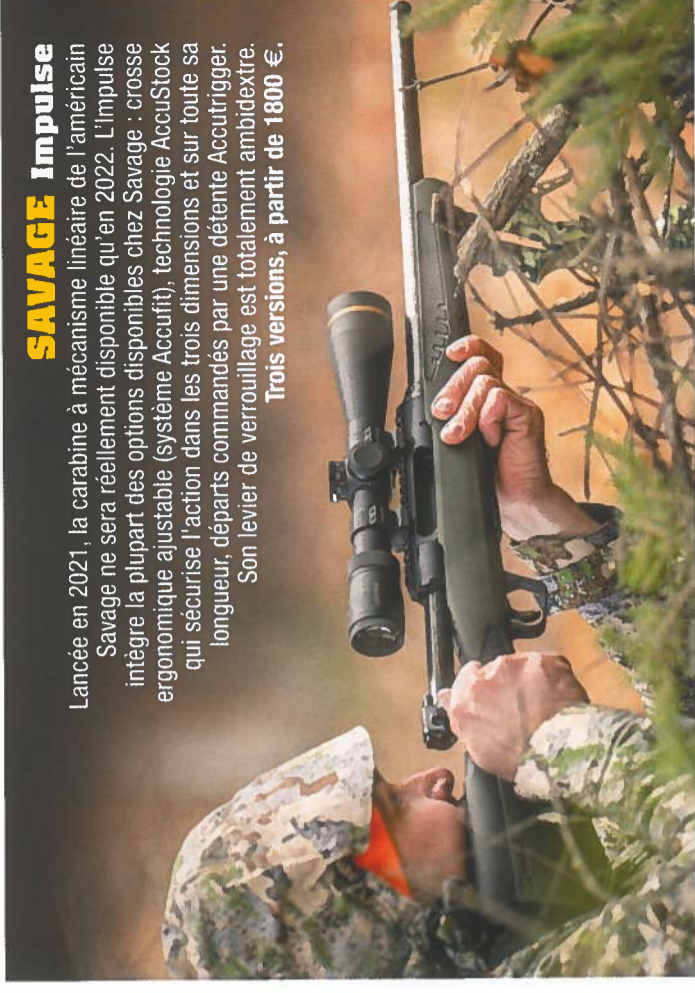 SAVAGE Impulse
Lancée en 2021, la carabine à mécanisme linéaire de l'américain
Savage ne sera réellement disponible qu'en 2022. L'Impulse
intègre la plupart des options disponibles chez Savage : crosse
ergonomique ajustable (système Accufit), technologie AccuStock
qui sécurise l'action dans les trois dimensions et sur toute sa
longueur, départs commandés par une détente Accutrigger.
Son levier de verrouillage est totalement ambidextre.
Trois versions, à partir de 1800 €.